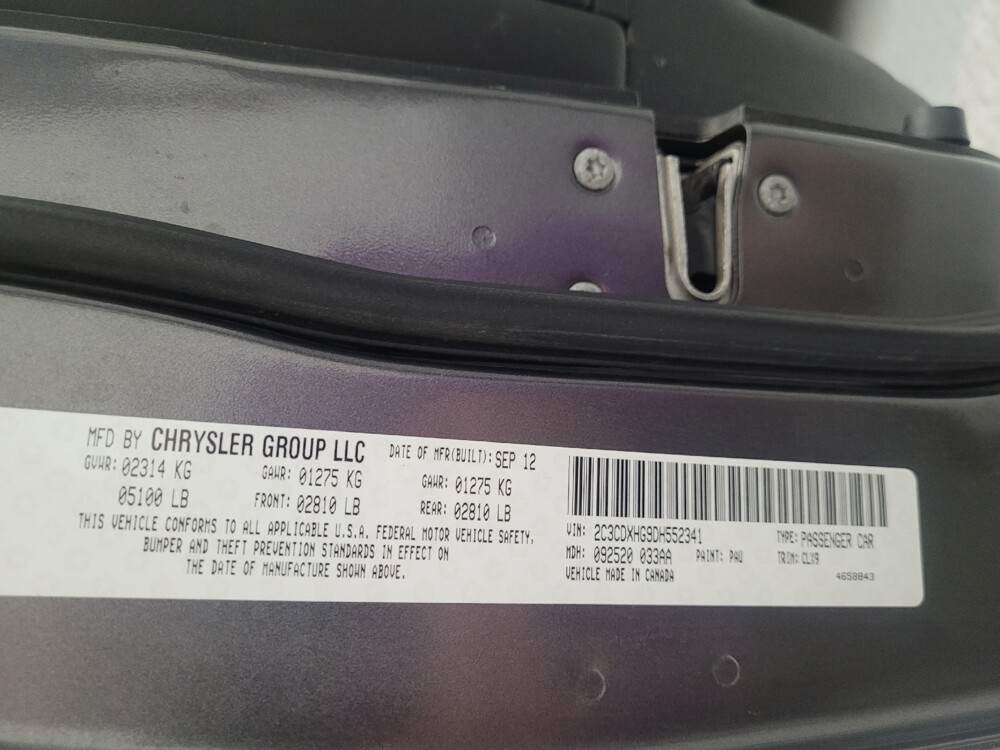 MFD BY CHRYSLER GROUP LLC DATE OF MFR(BUILT): SEP 12
GVWR: 02314 KG GAWR: 01275 KG GAWR: 01275 KG
05100 LB FRONT: 02810 LB REAR: 02810 LB
THIS VEHICLE CONFORMS TO ALL APPLICABLE U.S.A. FEDERAL MOTOR VEHICLE SAFETY,
BUMPER AND THEFT PREVENTION STANDARDS IN EFFECT ON
THE DATE OF MANUFACTURE SHOWN ABOVE.
VIN: 2C3CDXHG9DH552341 TYPE: PASSENGER CAR
MDH: 092520 033AA PAINT: PAU TRIM: CLX9
VEHICLE MADE IN CANADA 4658843